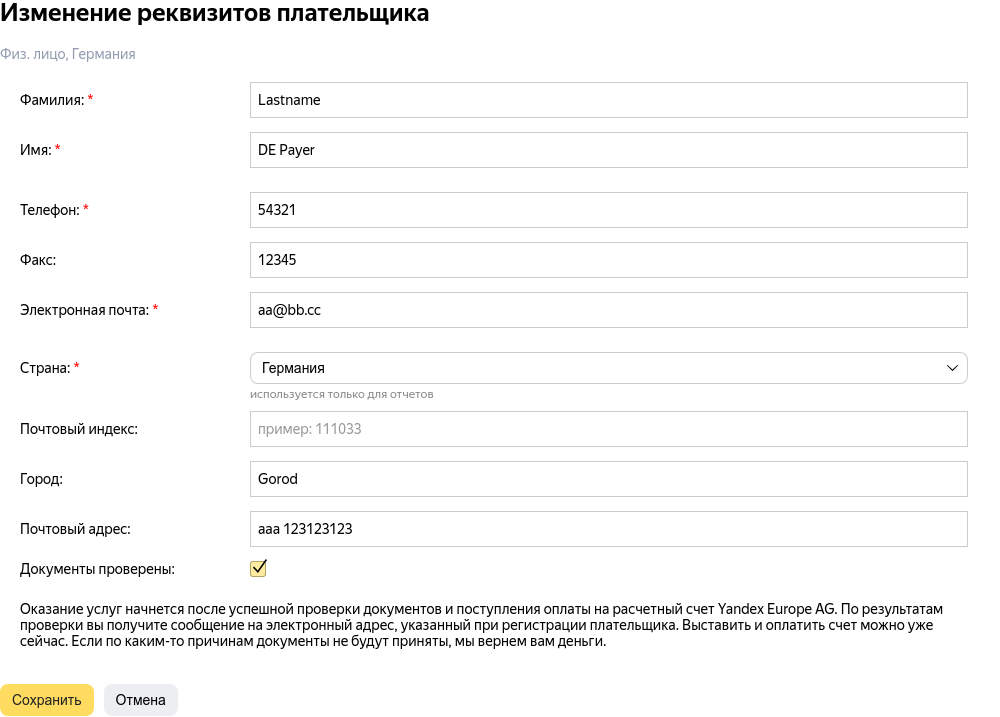 Изменение реквизитов плательщика
Физ. лицо, Германия
Фамилия: * Lastname
Имя: * DE Payer
Телефон: * 54321
Факс: 12345
Электронная почта: * aa@bb.cc
Страна: * Германия
используется только для отчетов
Почтовый индекс: пример: 111033
Город: Gorod
Почтовый адрес: ааа 123123123
Документы проверены:
Оказание услуг начнется после успешной проверки документов и поступления оплаты на расчетный счет Yandex Europe AG. По результатам
проверки вы получите сообщение на электронный адрес, указанный при регистрации плательщика. Выставить и оплатить счет можно уже
сейчас. Если по каким-то причинам документы не будут приняты, мы вернем вам деньги.
Сохранить Отмена